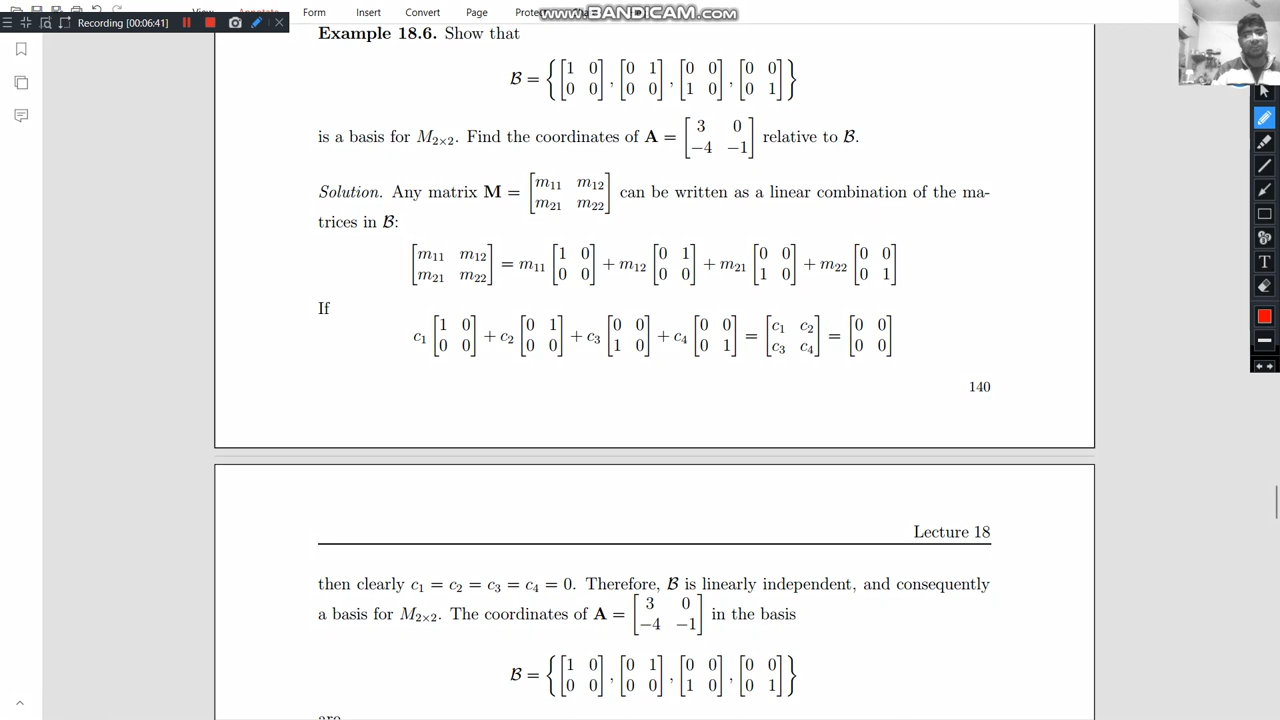 View Annotate Form Insert Convert Page Protect
WWW.BANDICAM.COM
Recording [00:06:41]
Example 18.6. Show that
ℬ = { [1 0; 0 0], [0 1; 0 0], [0 0; 1 0], [0 0; 0 1] }
is a basis for M₂ₓ₂. Find the coordinates of A = [3 0; −4 −1] relative to ℬ.
Solution. Any matrix M = [m₁₁ m₁₂; m₂₁ m₂₂] can be written as a linear combination of the ma-
trices in ℬ:
[m₁₁ m₁₂; m₂₁ m₂₂] = m₁₁ [1 0; 0 0] + m₁₂ [0 1; 0 0] + m₂₁ [0 0; 1 0] + m₂₂ [0 0; 0 1]
If
c₁ [1 0; 0 0] + c₂ [0 1; 0 0] + c₃ [0 0; 1 0] + c₄ [0 0; 0 1] = [c₁ c₂; c₃ c₄] = [0 0; 0 0]
140
Lecture 18
then clearly c₁ = c₂ = c₃ = c₄ = 0. Therefore, ℬ is linearly independent, and consequently
a basis for M₂ₓ₂. The coordinates of A = [3 0; −4 −1] in the basis
ℬ = { [1 0; 0 0], [0 1; 0 0], [0 0; 1 0], [0 0; 0 1] }
are